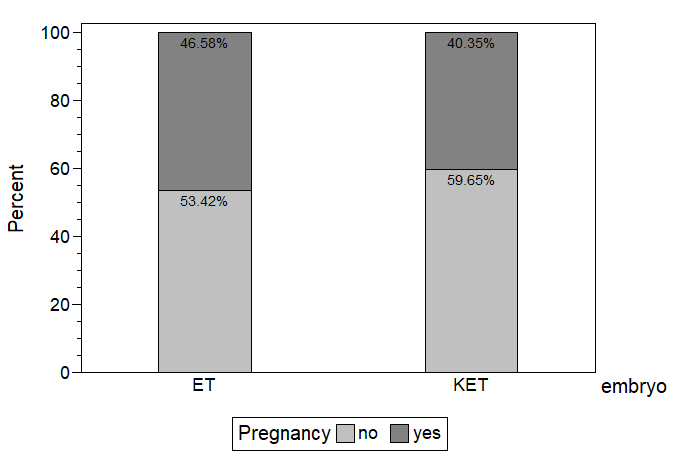 Percent
100
80
60
40
20
0
46.58%
53.42%
40.35%
59.65%
ET
KET
embryo
Pregnancy no yes